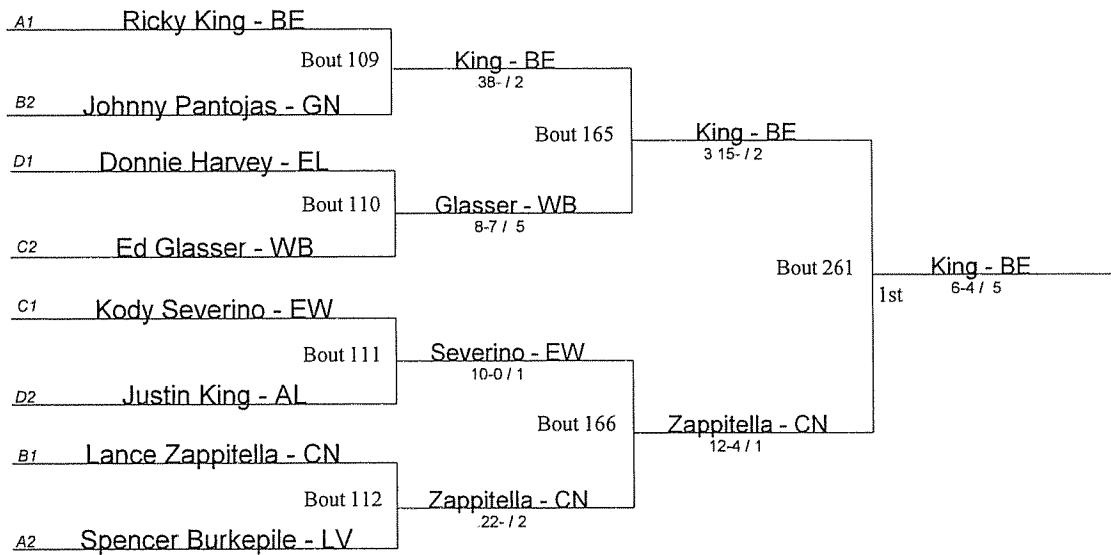 A1 Ricky King - BE
Bout 109
King - BE
38- / 2
B2 Johnny Pantojas - GN
Bout 165
King - BE
3 15- / 2
D1 Donnie Harvey - EL
Bout 110
Glasser - WB
8-7 / 5
C2 Ed Glasser - WB
Bout 261
King - BE
6-4 / 5
1st
C1 Kody Severino - EW
Bout 111
Severino - EW
10-0 / 1
D2 Justin King - AL
Bout 166
Zappitella - CN
12-4 / 1
B1 Lance Zappitella - CN
Bout 112
Zappitella - CN
22- / 2
A2 Spencer Burkepile - LV